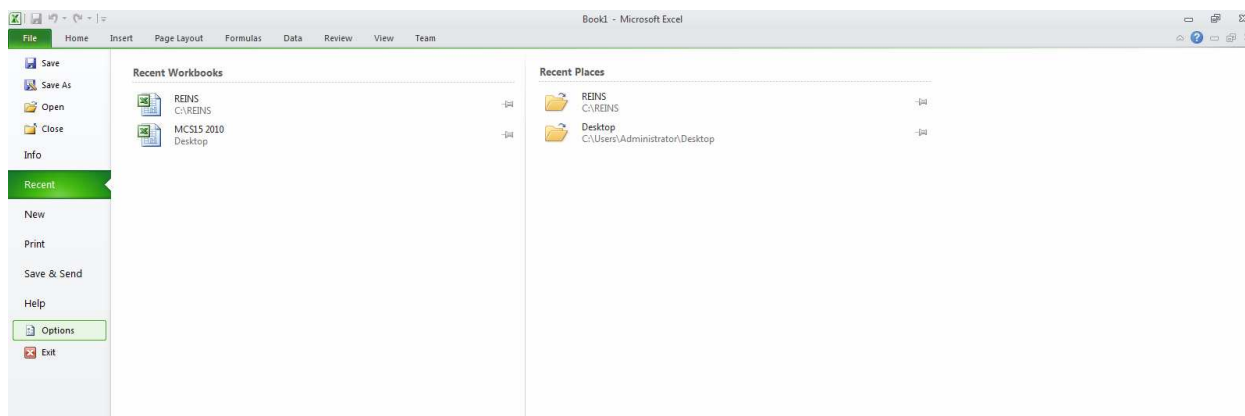 Book1 - Microsoft Excel
File Home Insert Page Layout Formulas Data Review View Team
Save
Save As
Open
Close
Info
Recent
New
Print
Save & Send
Help
Options
Exit
Recent Workbooks
REINS
C:\REINS
MCS15 2010
Desktop
Recent Places
REINS
C:\REINS
Desktop
C:\Users\Administrator\Desktop